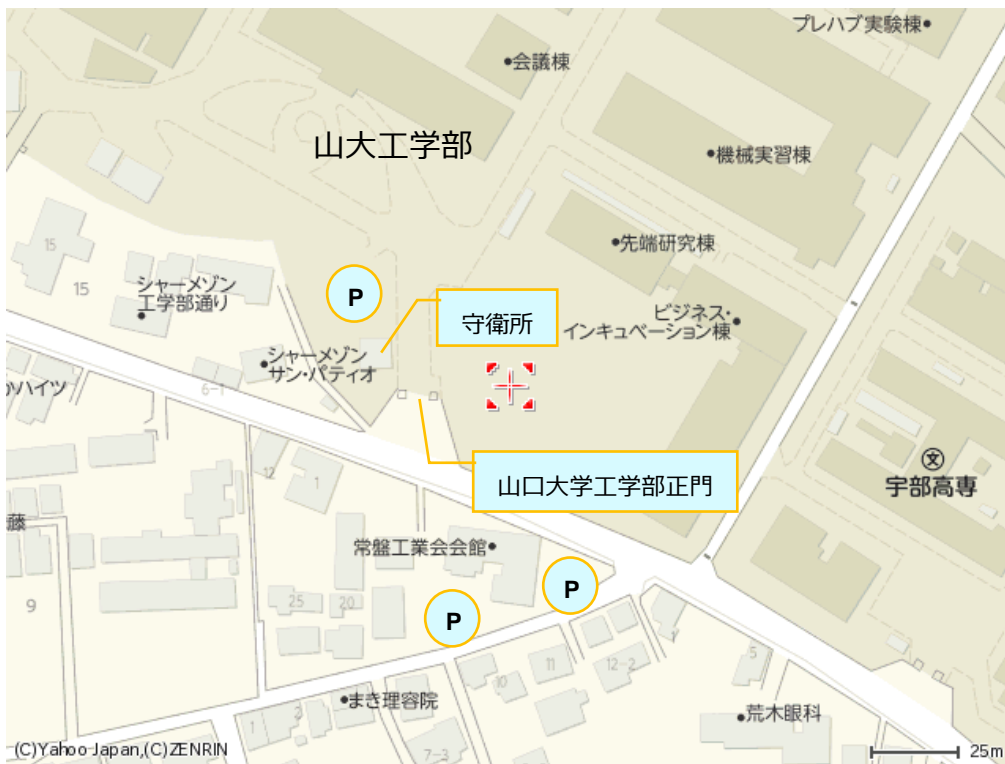 プレハブ実験棟
会議棟
山大工学部
機械実習棟
先端研究棟
3
15
15
シャーメゾン
工学部通り
P
守衛所
ビジネス・
インキュベーション棟
シャーメゾン
サン・パティオ
6-1
ハイツ
山口大学工学部正門
文
宇部高専
12
1
藤
常盤工業会会館
9
25
20
P
P
7
5
11
12-2
10
まき理容院
1
2
荒木眼科
7-3
(C)Yahoo Japan,(C)ZENRIN
25m